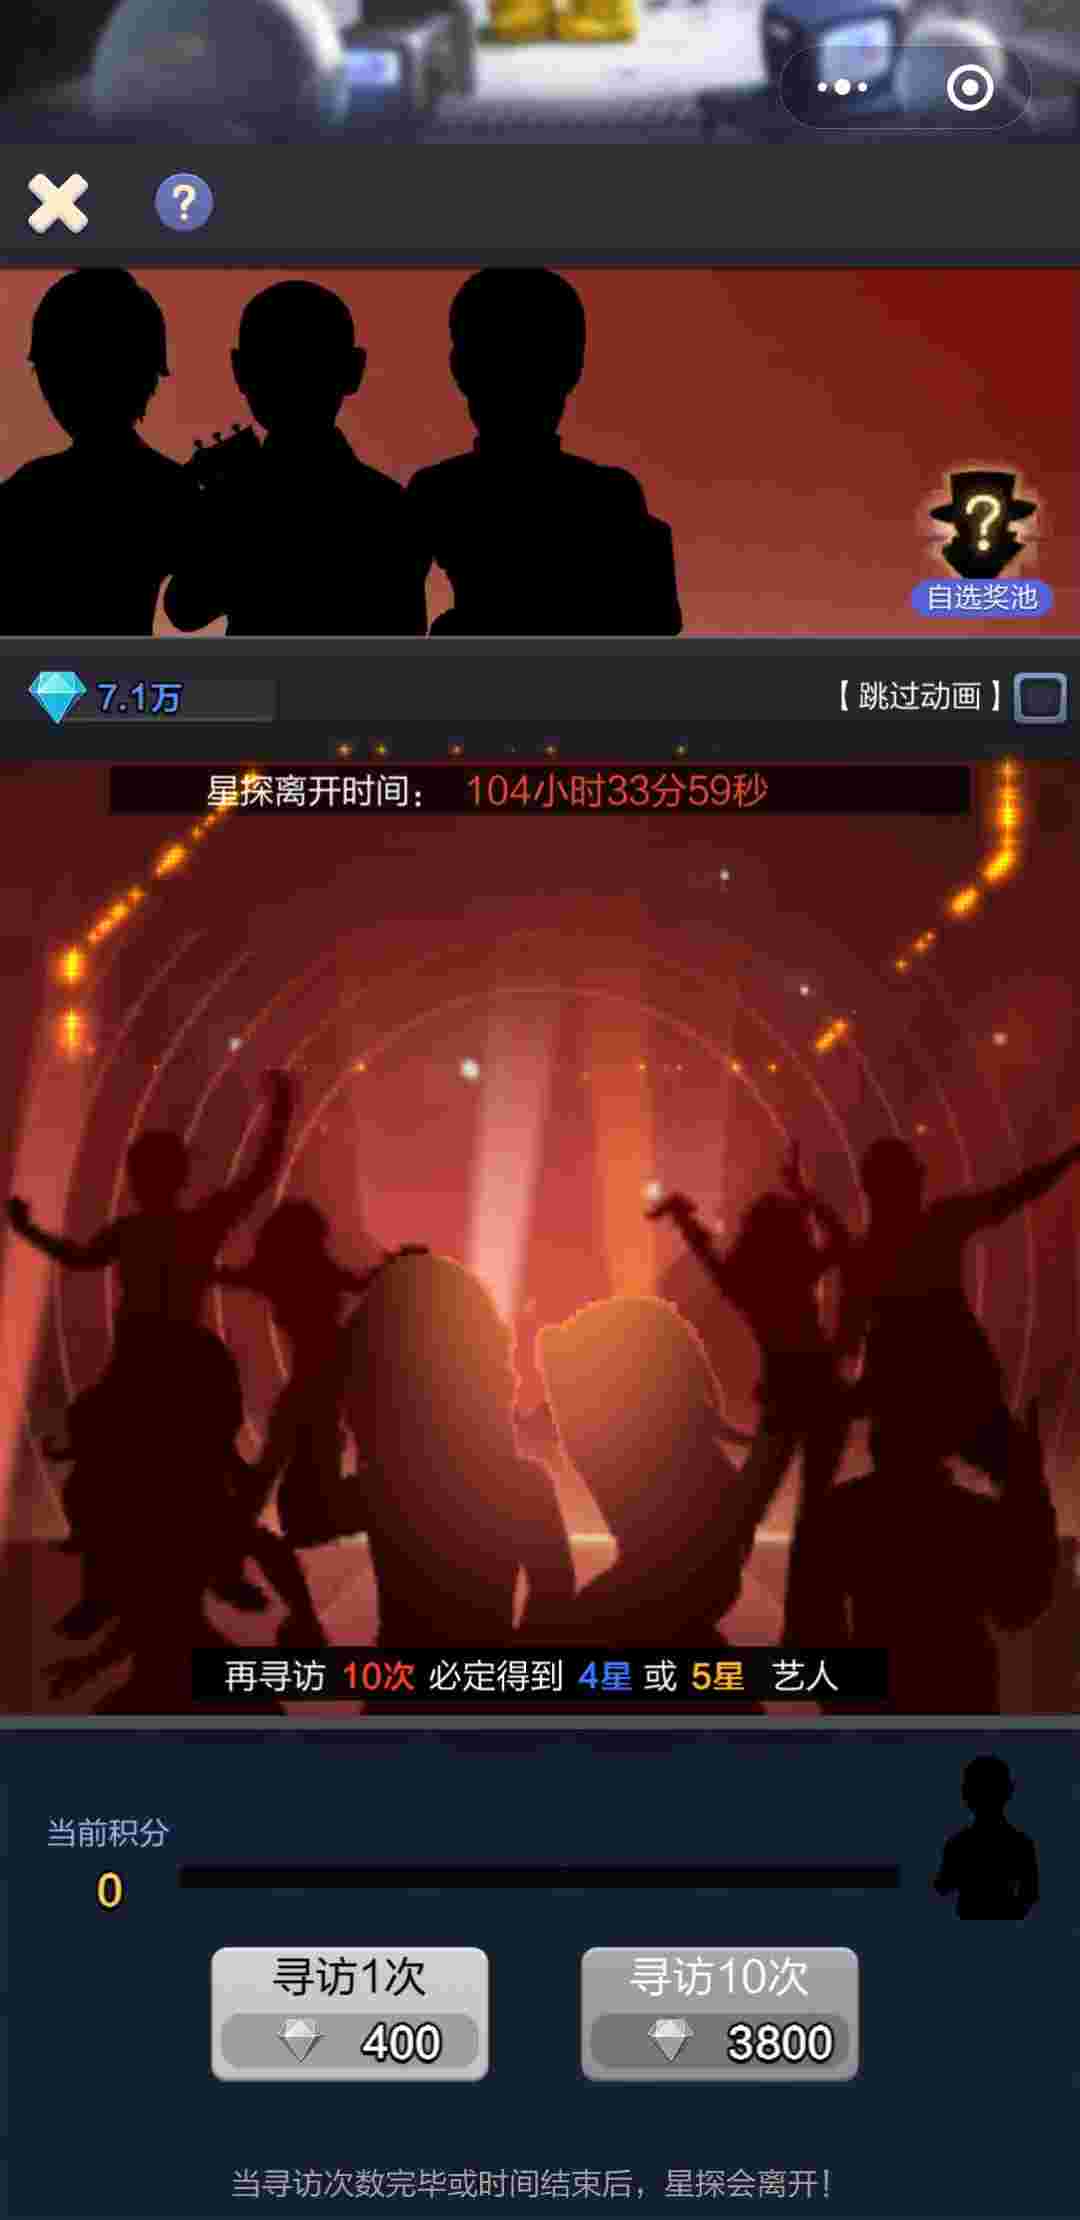 ?
?
自选奖池
7.1万
【跳过动画】
星探离开时间： 104小时33分59秒
再寻访 10次 必定得到 4星 或 5星 艺人
当前积分
0
寻访1次
寻访10次
400
3800
当寻访次数完毕或时间结束后，星探会离开！